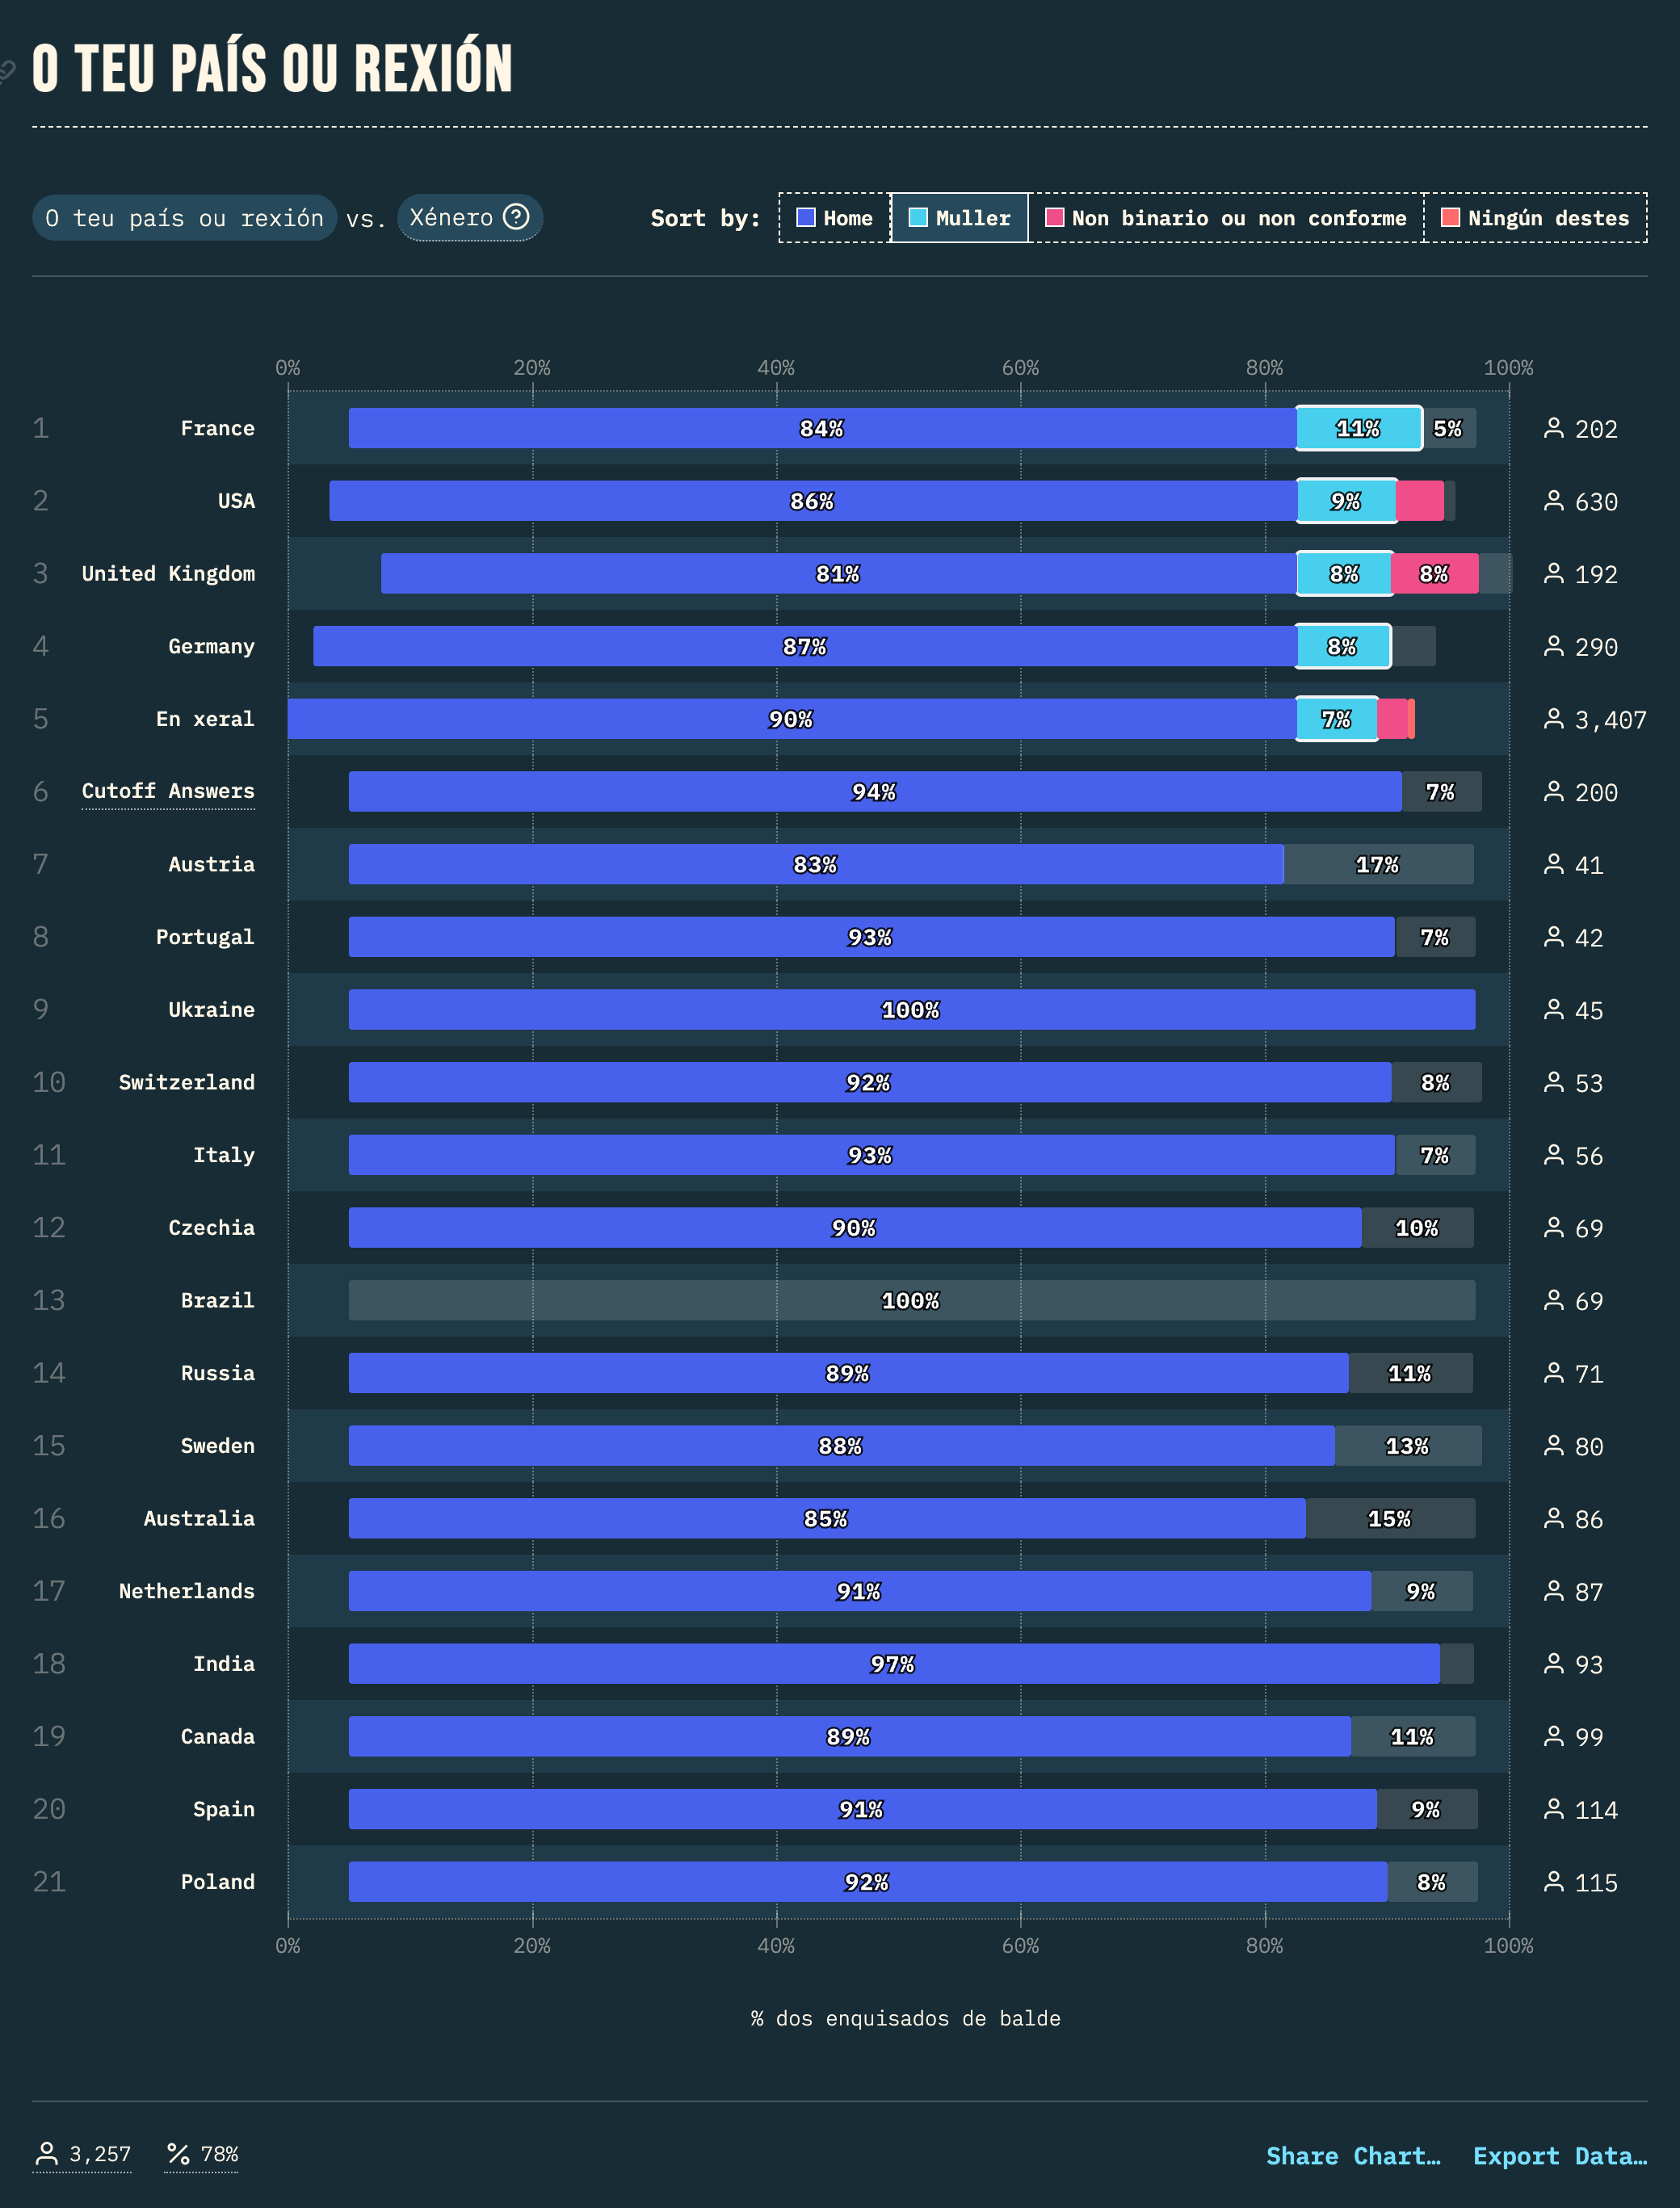 O TEU PAÍS OU REXIÓN
O teu país ou rexión vs. Xénero ? Sort by: Home Muller Non binario ou non conforme Ningún destes
0% 20% 40% 60% 80% 100%
1 France 84% 11% 5% 202
2 USA 86% 9% 630
3 United Kingdom 81% 8% 8% 192
4 Germany 87% 8% 290
5 En xeral 90% 7% 3,407
6 Cutoff Answers 94% 7% 200
7 Austria 83% 17% 41
8 Portugal 93% 7% 42
9 Ukraine 100% 45
10 Switzerland 92% 8% 53
11 Italy 93% 7% 56
12 Czechia 90% 10% 69
13 Brazil 100% 69
14 Russia 89% 11% 71
15 Sweden 88% 13% 80
16 Australia 85% 15% 86
17 Netherlands 91% 9% 87
18 India 97% 93
19 Canada 89% 11% 99
20 Spain 91% 9% 114
21 Poland 92% 8% 115
0% 20% 40% 60% 80% 100%
% dos enquisados de balde
3,257 % 78% Share Chart… Export Data…